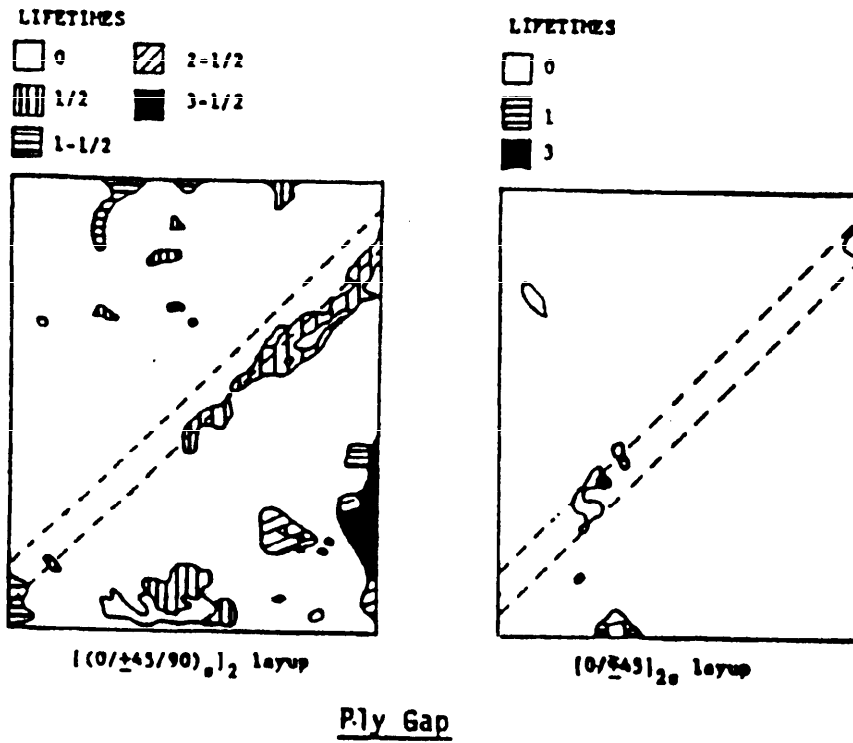 LIFETIMES
0
2-1/2
1/2
3-1/2
1-1/2
LIFETIMES
0
1
3
[(0/±45/90)s]2 layup
[0/∓45]2s layup
Ply Gap